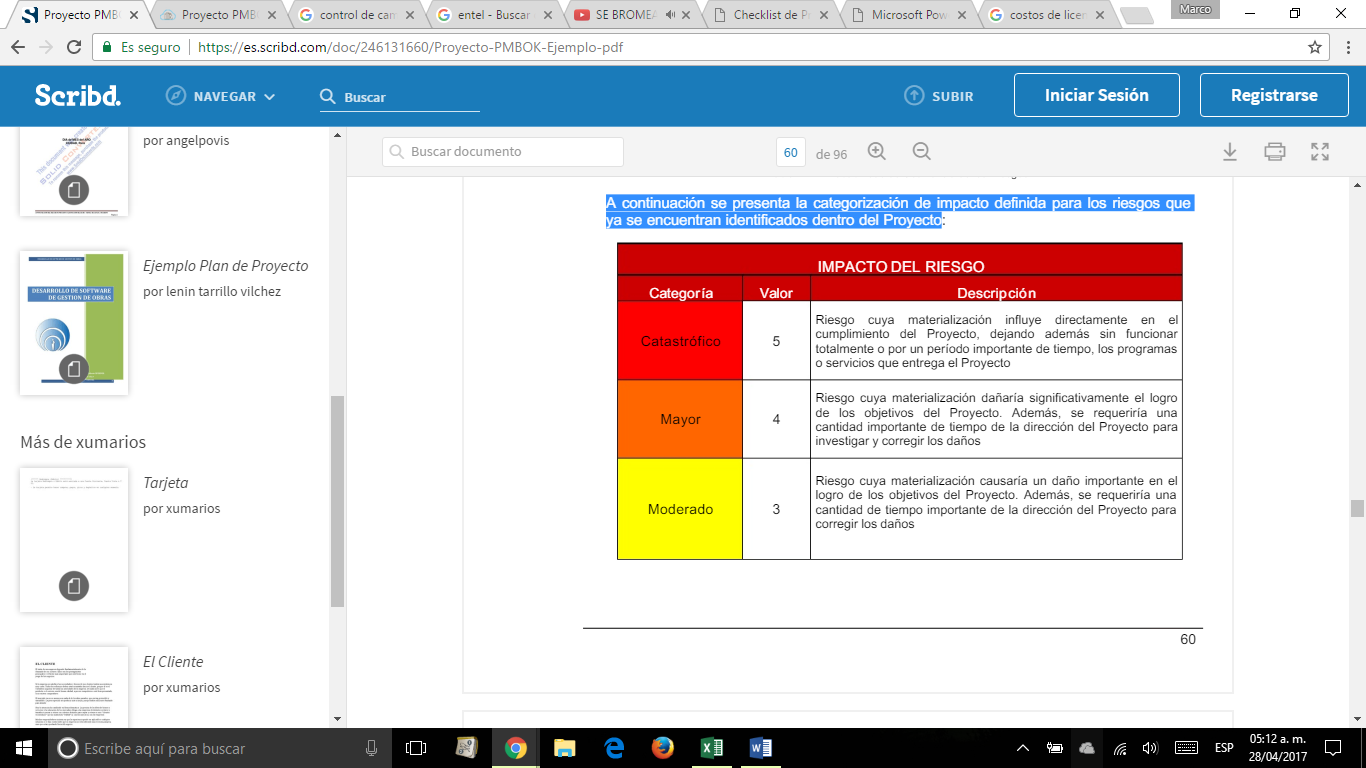 Proyecto PMB
Proyecto PMB
control de cam
entel - Buscar
SE BROMEA
Checklist de P
Microsoft Pow
costos de licen
Marco
Es seguro
https://es.scribd.com/doc/246131660/Proyecto-PMBOK-Ejemplo-pdf
Scribd.
NAVEGAR
Buscar
SUBIR
Iniciar Sesión
Registrarse
por angelpovis
Buscar documento
60
de 96
DESARROLLO DE SOFTWARE
DE GESTION DE OBRAS
Ejemplo Plan de Proyecto
por lenin tarrillo vilchez
Más de xumarios
Tarjeta
por xumarios
EL CLIENTE
El Cliente
por xumarios
A continuación se presenta la categorización de impacto definida para los riesgos que
ya se encuentran identificados dentro del Proyecto:
IMPACTO DEL RIESGO
Categoría
Valor
Descripción
Catastrófico
5
Riesgo cuya materialización influye directamente en el
cumplimiento del Proyecto, dejando además sin funcionar
totalmente o por un período importante de tiempo, los programas
o servicios que entrega el Proyecto
Mayor
4
Riesgo cuya materialización dañaría significativamente el logro
de los objetivos del Proyecto. Además, se requeriría una
cantidad importante de tiempo de la dirección del Proyecto para
investigar y corregir los daños
Moderado
3
Riesgo cuya materialización causaría un daño importante en el
logro de los objetivos del Proyecto. Además, se requeriría una
cantidad de tiempo importante de la dirección del Proyecto para
corregir los daños
60
Escribe aquí para buscar
ESP
05:12 a. m.
28/04/2017